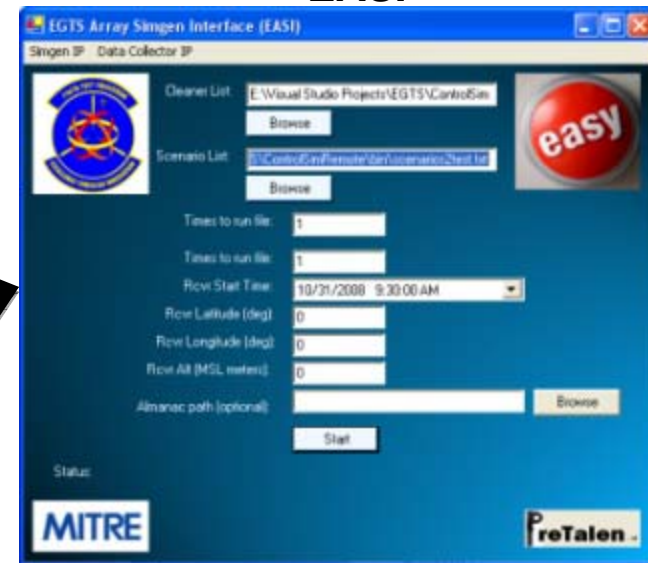 EGTS Array Simgen Interface (EASI)
Simgen IP Data Collector IP
Cleaner List: E:\Visual Studio Projects\EGTS\ControlSim
Browse
easy
Scenario List: S\ControlSimRemote\bin\scenarios2test.txt
Browse
Times to run file: 1
Times to run file: 1
Rcvr Start Time: 10/31/2008 9:30:00 AM
Rcvr Latitude (deg): 0
Rcvr Longitude (deg): 0
Rcvr Alt (MSL meters): 0
Almanac path (optional): Browse
Start
Status:
MITRE
PreTalen